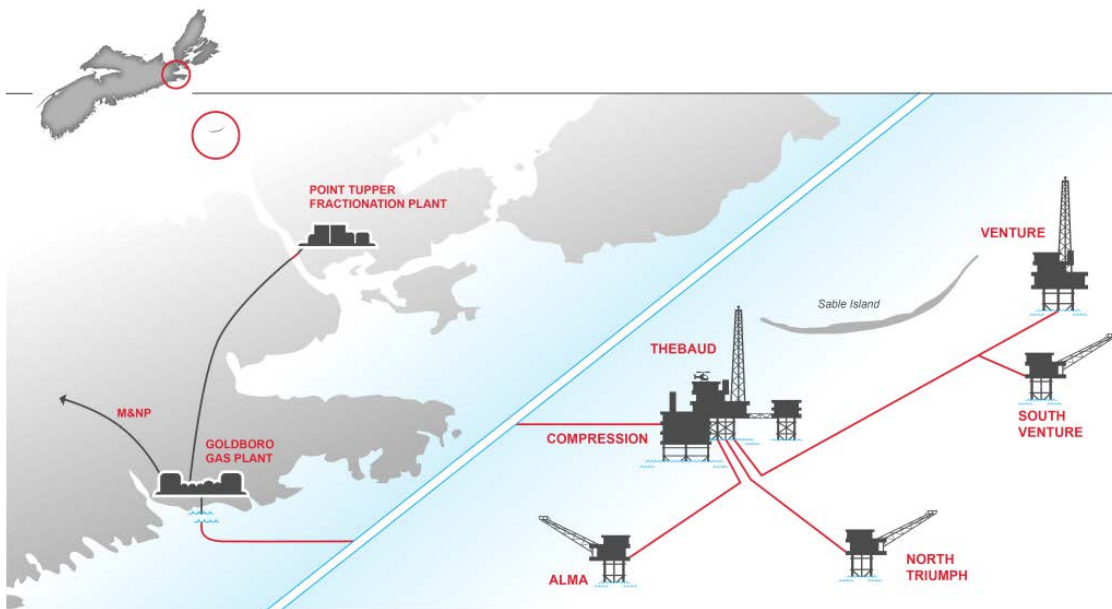 POINT TUPPER
FRACTIONATION PLANT
VENTURE
Sable Island
THEBAUD
M&NP
SOUTH
VENTURE
COMPRESSION
GOLDBORO
GAS PLANT
ALMA
NORTH
TRIUMPH